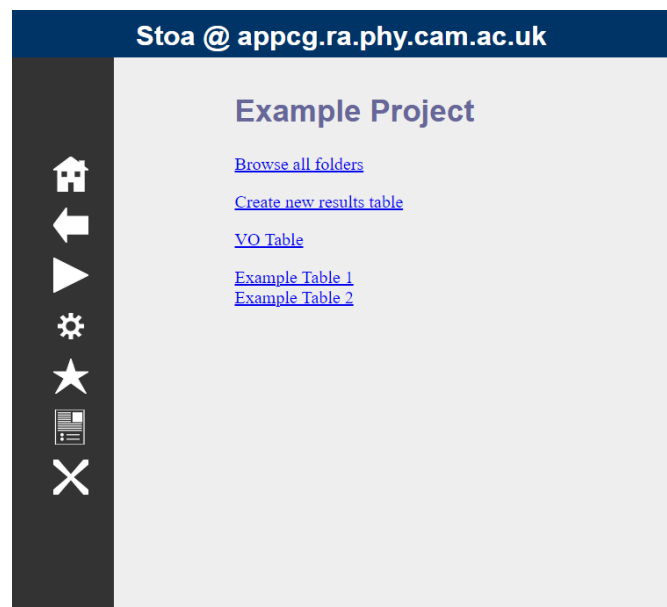 Stoa @ appcg.ra.phy.cam.ac.uk
Example Project
Browse all folders
Create new results table
VO Table
Example Table 1
Example Table 2